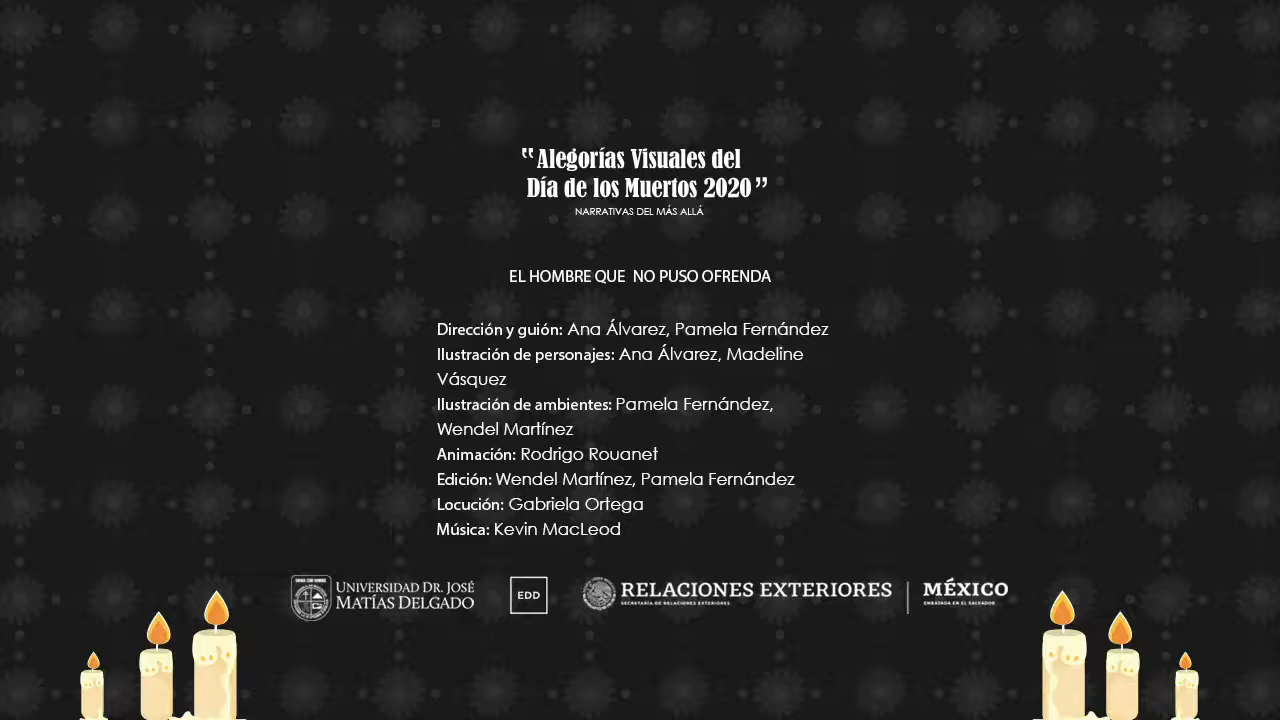 "Alegorías Visuales del
Día de los Muertos 2020"
NARRATIVAS DEL MÁS ALLÁ
EL HOMBRE QUE NO PUSO OFRENDA
Dirección y guión: Ana Álvarez, Pamela Fernández
Ilustración de personajes: Ana Álvarez, Madeline
Vásquez
Ilustración de ambientes: Pamela Fernández,
Wendel Martínez
Animación: Rodrigo Rouanet
Edición: Wendel Martínez, Pamela Fernández
Locución: Gabriela Ortega
Música: Kevin MacLeod
UNIVERSIDAD DR. JOSÉ
MATÍAS DELGADO
EDD
RELACIONES EXTERIORES
SECRETARÍA DE RELACIONES EXTERIORES
MÉXICO
EMBAJADA EN EL SALVADOR